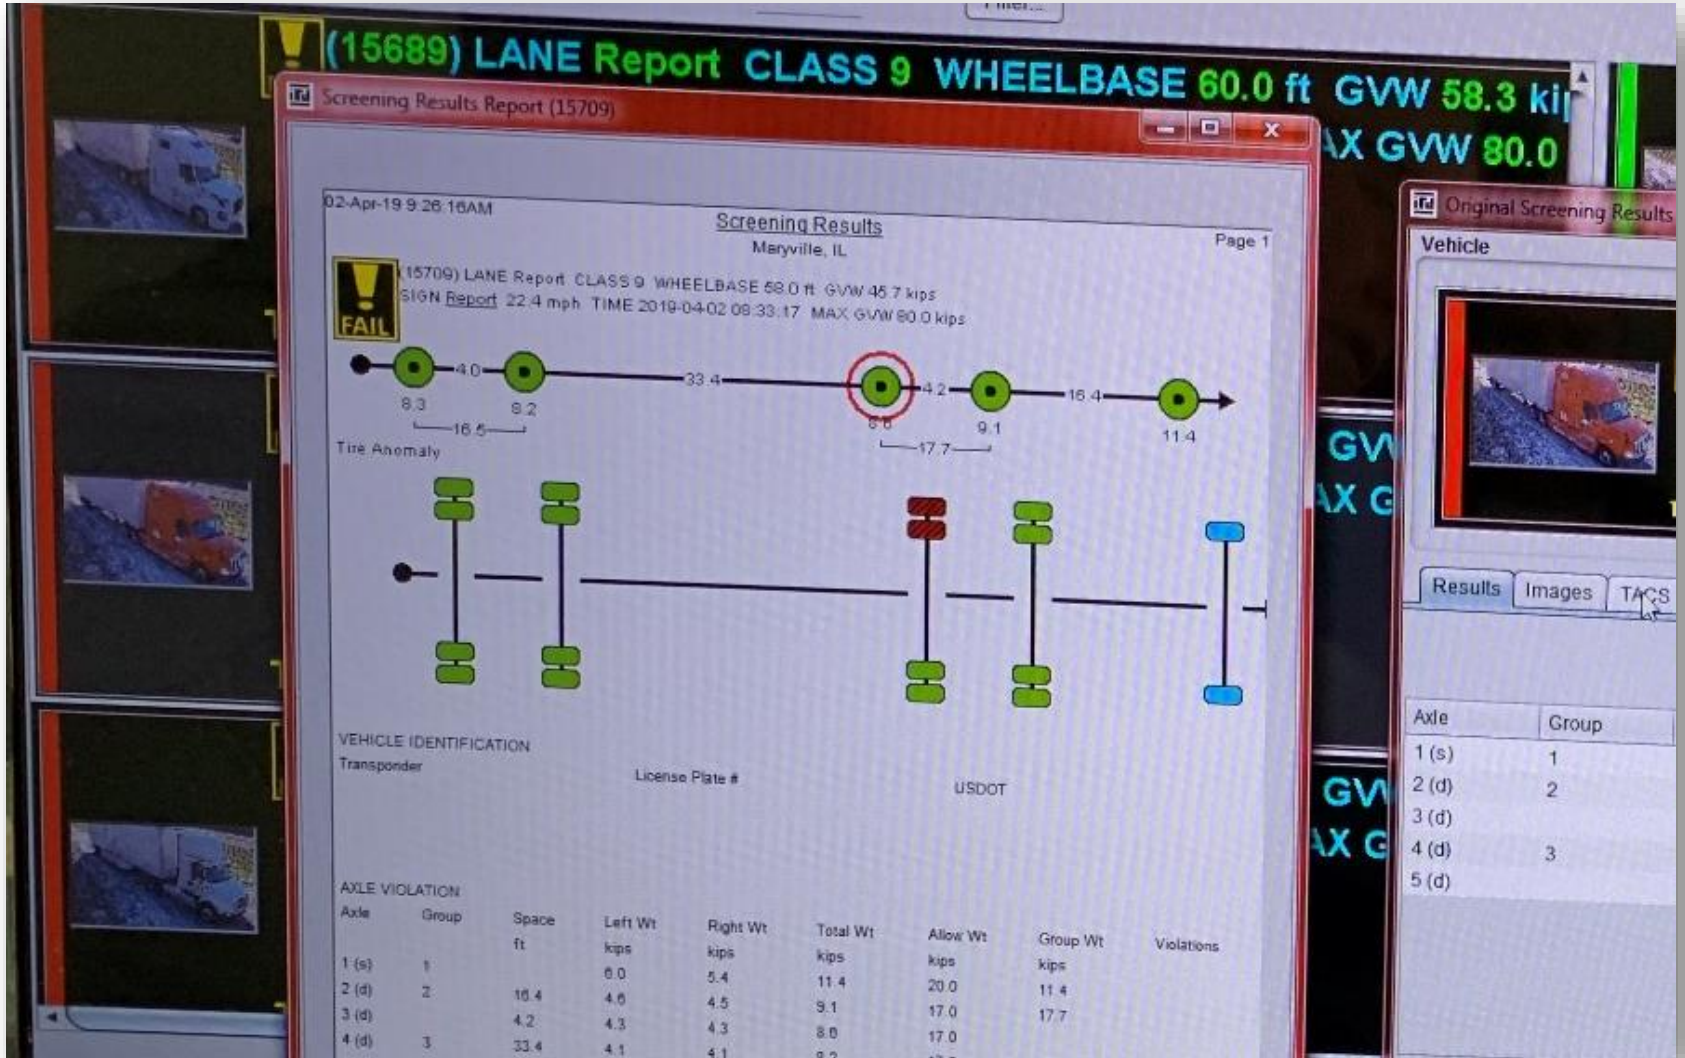 (15689) LANE Report CLASS 9 WHEELBASE 60.0 ft GVW 58.3
GVW 80.0
Screening Results Report (15709)
02-Apr-19 9:26:16AM
Screening Results
Page 1
Maryville, IL
(15709) LANE Report CLASS 9 WHEELBASE 58.0 ft GVW 45.7 kips
SIGN Report 22.4 mph TIME 2019-04-02 08:33:17 MAX GVW 80.0 kips
FAIL
4.0 33.4 4.2 16.4
8.3 8.2 9.1 11.4
16.5 17.7
Tire Anomaly
VEHICLE IDENTIFICATION
Transponder License Plate # USDOT
AXLE VIOLATION
Axle Group Space Left Wt Right Wt Total Wt Allow Wt Group Wt Violations
ft kips kips kips kips kips
1 (s) 1 6.0 5.4 11.4 20.0 11.4
2 (d) 2 16.4 4.6 4.5 9.1 17.0 17.7
3 (d) 4.2 4.3 4.3 17.0
4 (d) 3 33.4 4.1 4.1 8.2
Original Screening Results
Vehicle
Results Images TACS
Axle Group
1 (s) 1
2 (d) 2
3 (d)
4 (d) 3
5 (d)